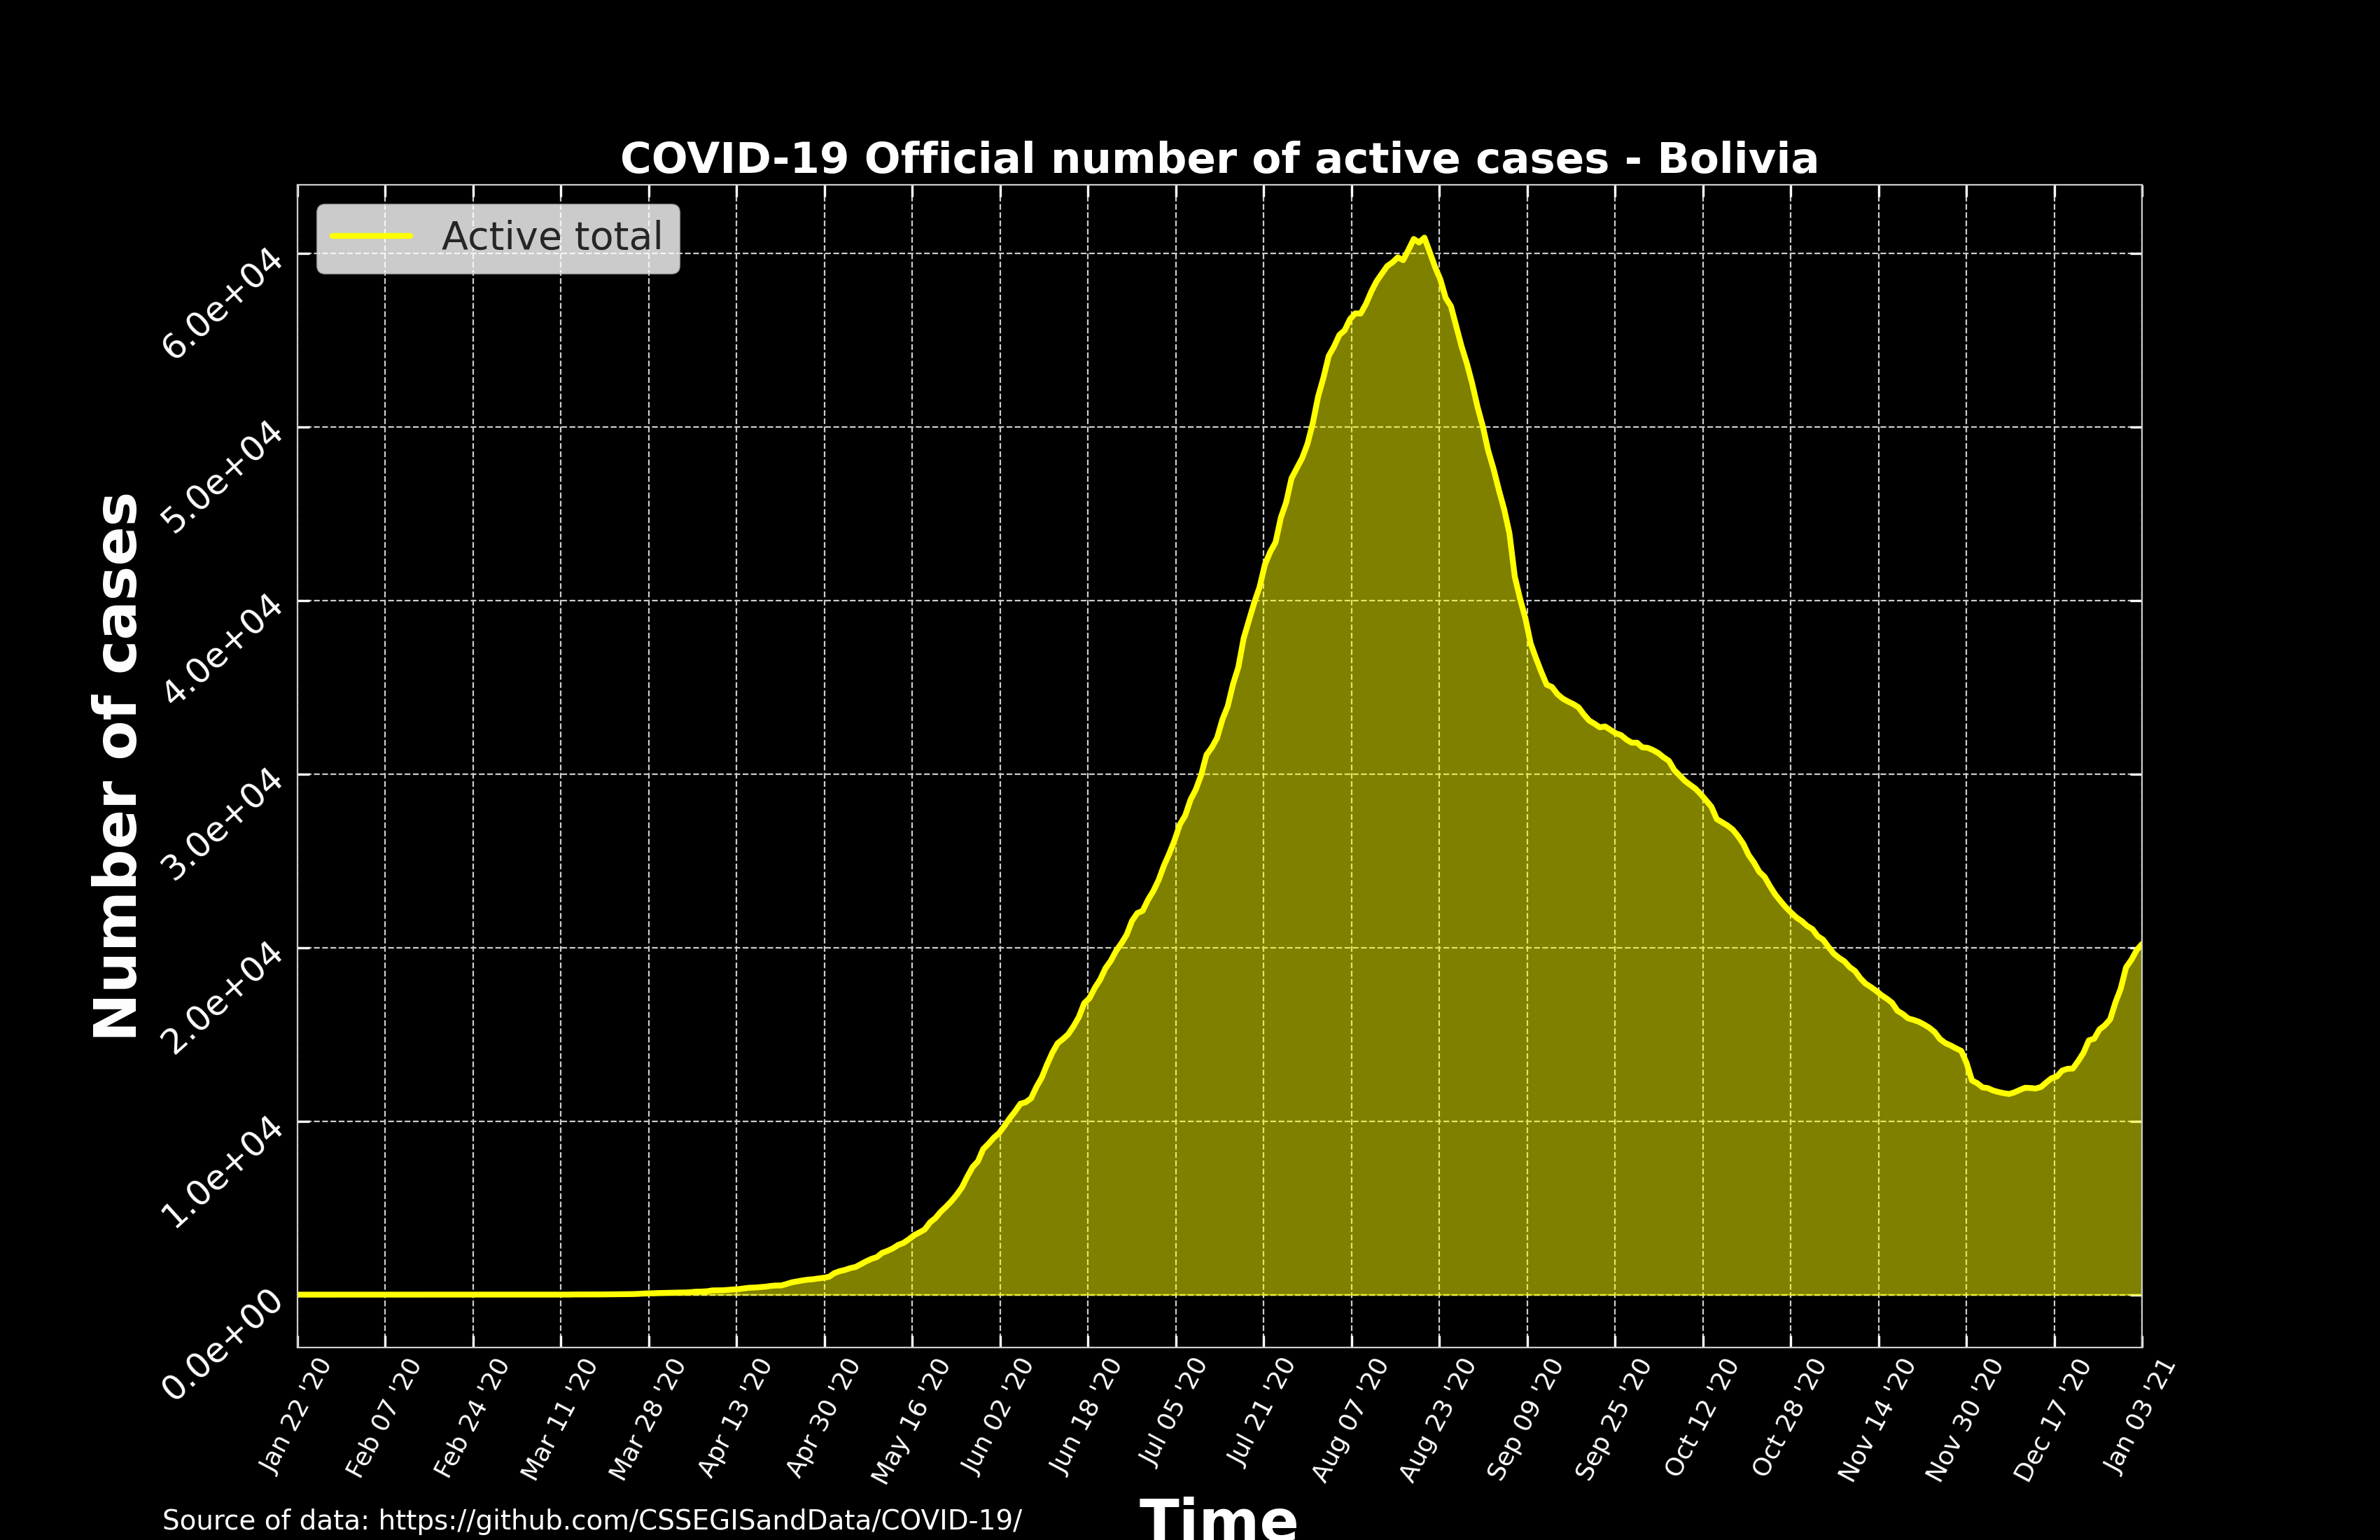 COVID-19 Official number of active cases - Bolivia
Active total
Number of cases
6.0e+04
5.0e+04
4.0e+04
3.0e+04
2.0e+04
1.0e+04
0.0e+00
Jan 22 '20
Feb 07 '20
Feb 24 '20
Mar 11 '20
Mar 28 '20
Apr 13 '20
Apr 30 '20
May 16 '20
Jun 02 '20
Jun 18 '20
Jul 05 '20
Jul 21 '20
Aug 07 '20
Aug 23 '20
Sep 09 '20
Sep 25 '20
Oct 12 '20
Oct 28 '20
Nov 14 '20
Nov 30 '20
Dec 17 '20
Jan 03 '21
Time
Source of data: https://github.com/CSSEGISandData/COVID-19/